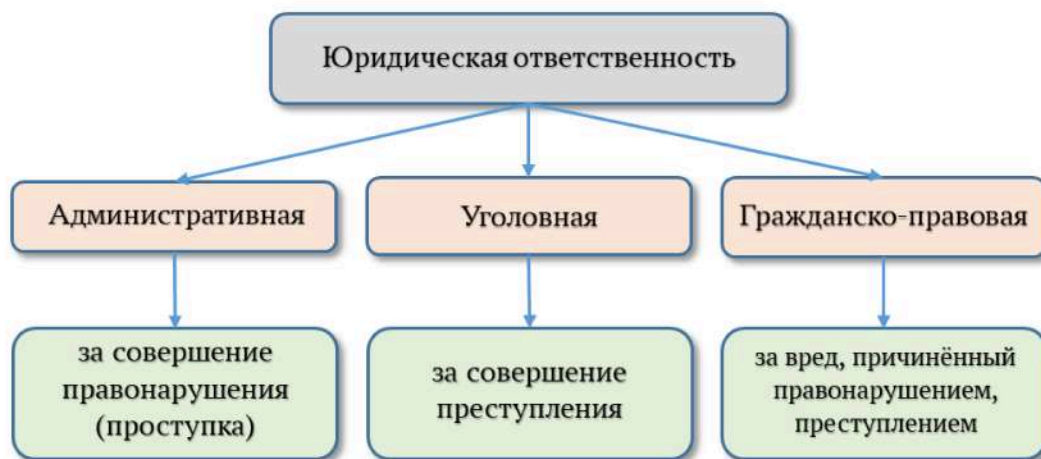 Юридическая ответственность
Административная
Уголовная
Гражданско-правовая
за совершение
правонарушения
(проступка)
за совершение
преступления
за вред, причинённый
правонарушением,
преступлением